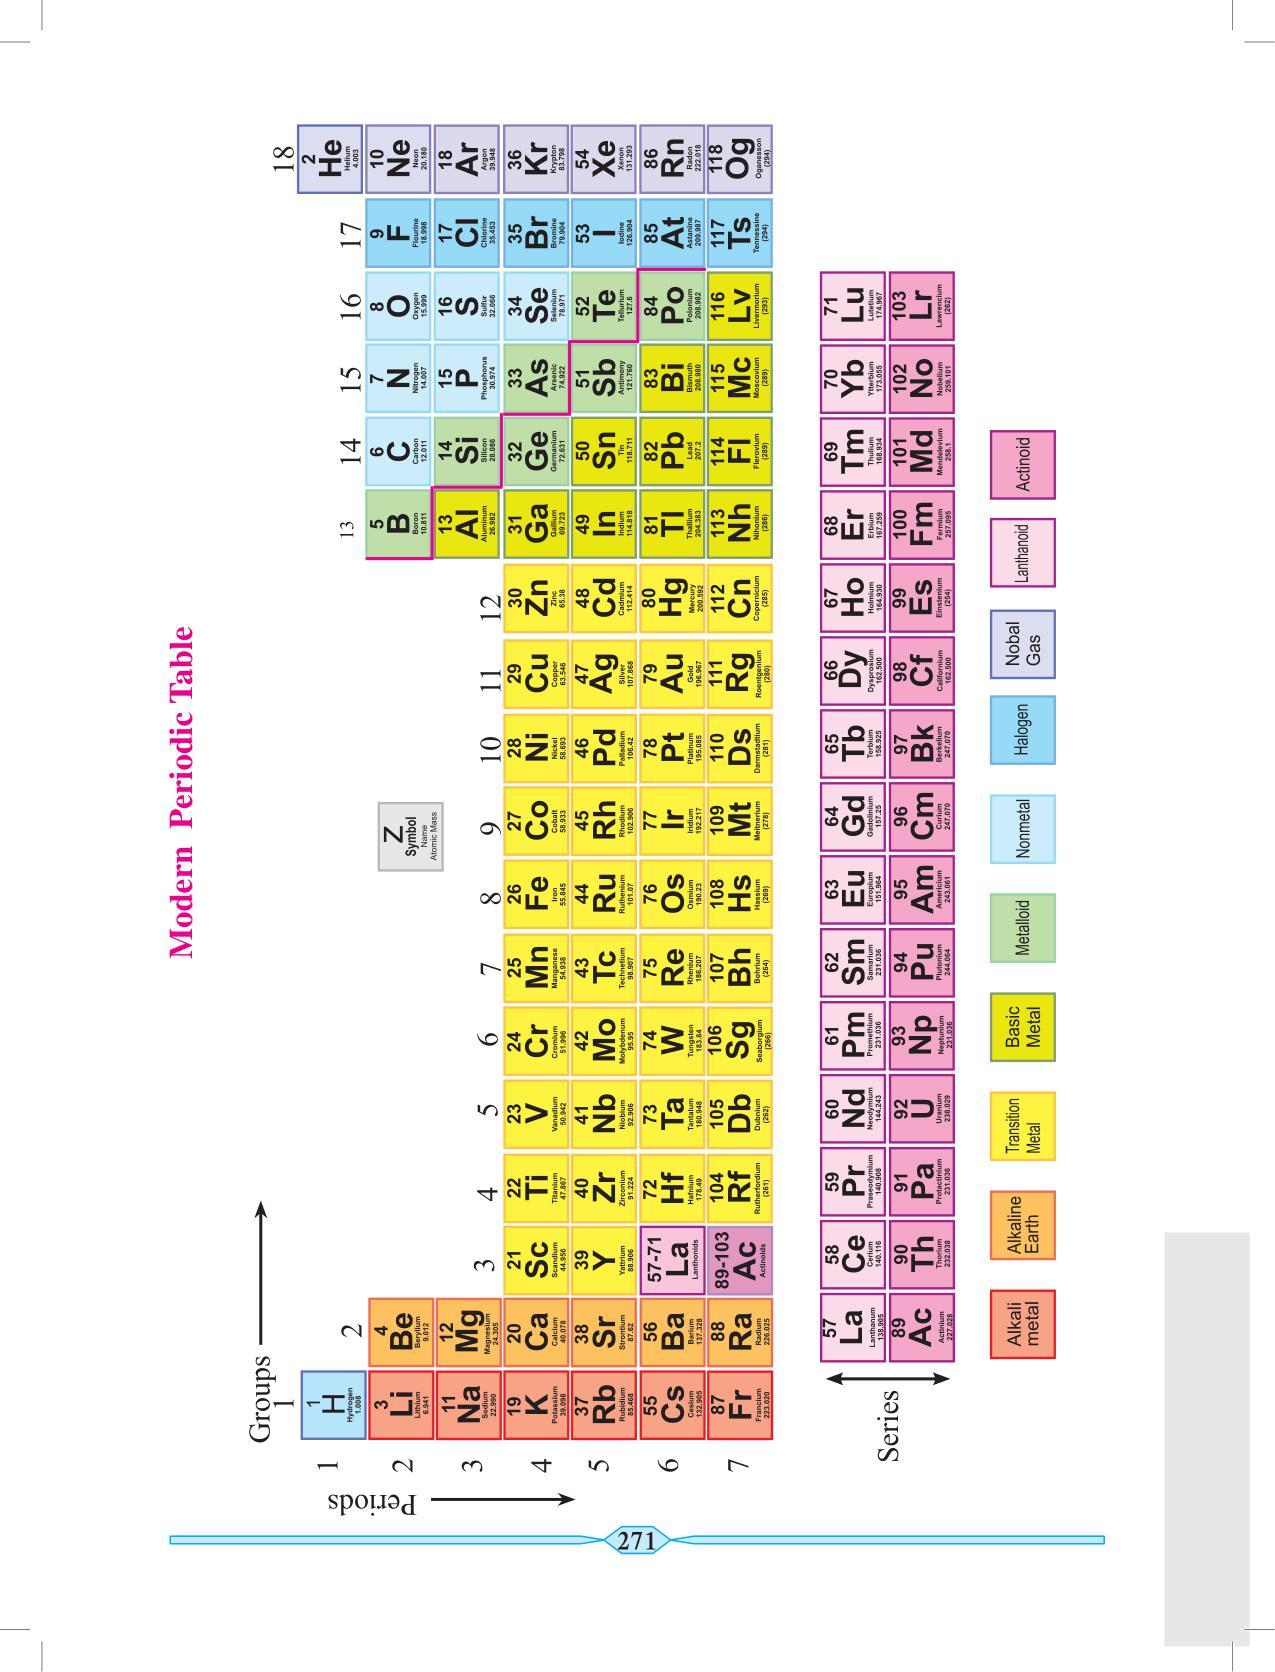 Modern Periodic Table
Groups
1 18
1 2
H He
Hydrogen Helium
1.008 4.003
Periods
1
2 13 14 15 16 17
3 4 5 6 7 8 9 10
Li Be B C N O F Ne
Lithium Beryllium Boron Carbon Nitrogen Oxygen Flourine Neon
6.941 9.012 10.811 12.011 14.007 15.999 18.998 20.180
2
Z
Symbol
Name
Atomic Mass
11 12 13 14 15 16 17 18
Na Mg Al Si P S Cl Ar
Sodium Magnesium Aluminum Silicon Phosphorus Sulfur Chlorine Argon
22.990 24.305 26.982 28.086 30.974 32.066 35.453 39.948
3
3 4 5 6 7 8 9 10 11 12
19 20 21 22 23 24 25 26 27 28 29 30 31 32 33 34 35 36
K Ca Sc Ti V Cr Mn Fe Co Ni Cu Zn Ga Ge As Se Br Kr
Potassium Calcium Scandium Titanium Vanadium Cromium Manganese Iron Cobalt Nickel Copper Zinc Gallium Germanium Arsenic Selenium Bromine Krypton
39.098 40.078 44.956 47.867 50.942 51.996 54.938 55.845 58.933 58.693 63.546 65.38 69.723 72.631 74.922 78.971 79.904 83.798
4
37 38 39 40 41 42 43 44 45 46 47 48 49 50 51 52 53 54
Rb Sr Y Zr Nb Mo Tc Ru Rh Pd Ag Cd In Sn Sb Te I Xe
Rubidium Strontium Yattrium Zirconium Niobium Molybdenum Technetium Ruthenium Rhodium Palladium Silver Cadmium Indium Tin Antimony Tellurium Iodine Xenon
85.468 87.62 88.906 91.224 92.906 95.95 98.907 101.07 102.906 106.42 107.868 112.414 114.818 118.711 121.760 127.6 126.904 131.293
5
55 56 57-71 72 73 74 75 76 77 78 79 80 81 82 83 84 85 86
Cs Ba La Hf Ta W Re Os Ir Pt Au Hg Tl Pb Bi Po At Rn
Cesium Barium Lanthonids Hafnium Tantalum Tungsten Rhenium Osmium Iridium Platinum Gold Mercury Thallium Lead Bismuth Polonium Astanine Radon
132.905 137.328 178.49 180.948 183.84 186.207 190.23 192.217 195.085 196.967 200.592 204.383 207.2 208.980 208.982 209.987 222.018
6
87 88 89-103 104 105 106 107 108 109 110 111 112 113 114 115 116 117 118
Fr Ra Ac Rf Db Sg Bh Hs Mt Ds Rg Cn Nh Fl Mc Lv Ts Og
Francium Radium Actinoids Rutherfordium Dubnium Seaborgium Bohrium Hassium Meitnerium Darmstadtium Roentgenium Copernicium Nihonium Flerovium Moscovium Livermorium Tennessine Oganesson
223.020 226.025 (261) (262) (266) (264) (269) (278) (281) (280) (285) (286) (289) (289) (293) (294) (294)
7
57 58 59 60 61 62 63 64 65 66 67 68 69 70 71
La Ce Pr Nd Pm Sm Eu Gd Tb Dy Ho Er Tm Yb Lu
Lanthanum Cerium Praseodymium Neodymium Promethium Samarium Europium Gadolinium Terbium Dysprosium Holmium Erbium Thulium Ytterbium Lutetium
138.905 140.116 140.908 144.243 231.036 231.036 151.964 157.25 158.925 162.500 164.930 167.259 168.934 173.055 174.967
Series
89 90 91 92 93 94 95 96 97 98 99 100 101 102 103
Ac Th Pa U Np Pu Am Cm Bk Cf Es Fm Md No Lr
Actinium Thorium Protactinium Uranium Neptunium Plutonium Americium Curium Berkelium Californium Einstenium Fermium Mendelevium Nobelium Lawrencium
227.028 232.038 231.036 238.029 231.036 244.064 243.061 247.070 247.070 162.500 (254) 257.095 258.1 259.101 (262)
Alkali metal
Alkaline Earth
Transition Metal
Basic Metal
Metalloid
Nonmetal
Halogen
Nobal Gas
Lanthanoid
Actinoid
271